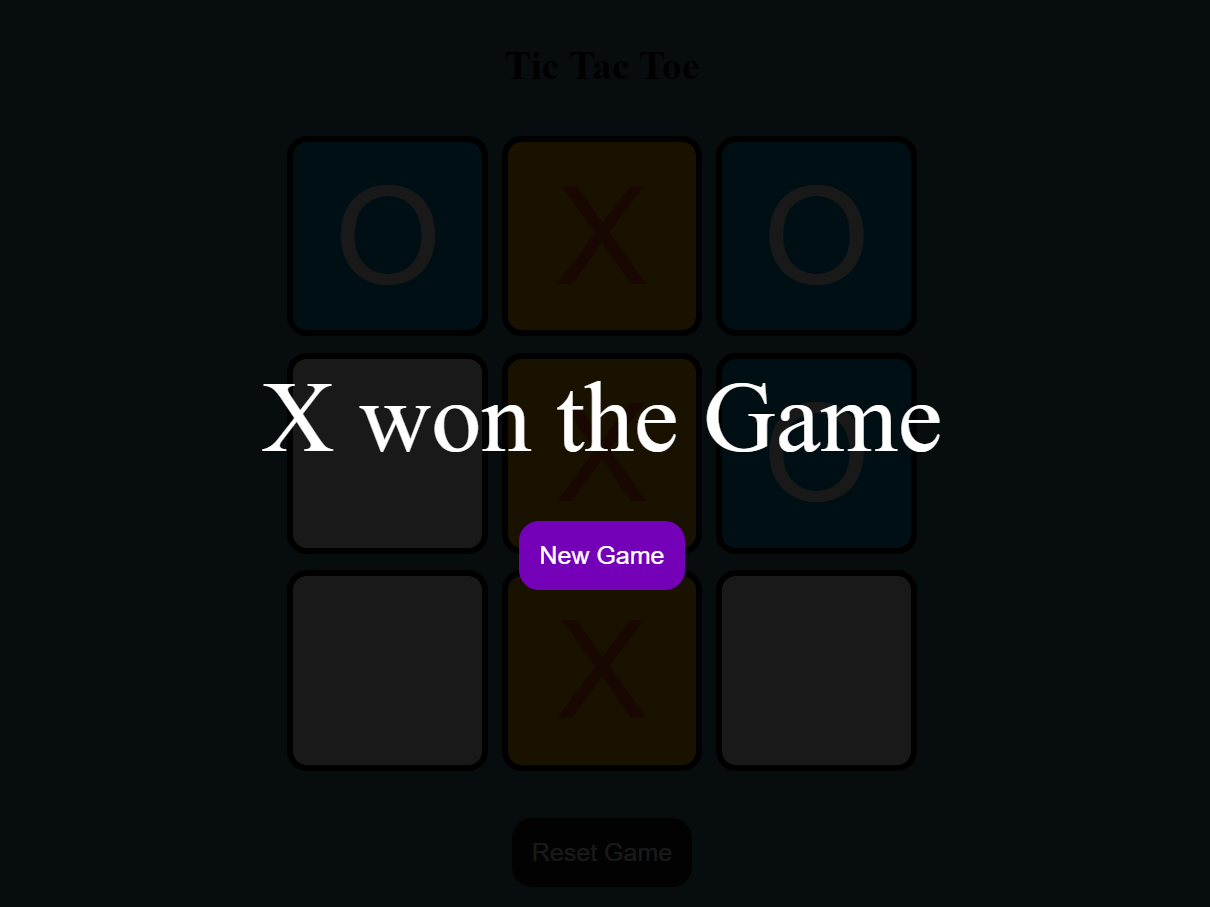 Tic Tac Toe
O X O
X won the Game
X O
New Game
X
Reset Game